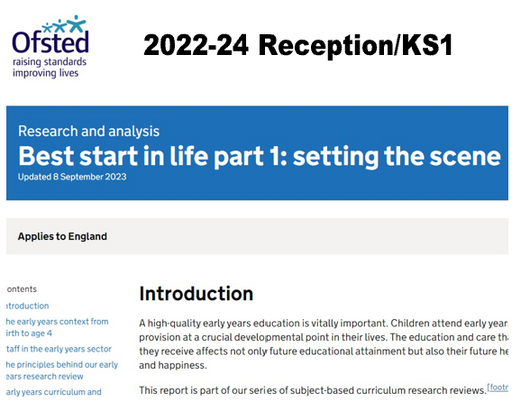 Ofsted
raising standards
improving lives
2022-24 Reception/KS1
Research and analysis
Best start in life part 1: setting the scene
Updated 8 September 2023
Applies to England
ontents
ntroduction
he early years context from
irth to age 4
taff in the early years sector
he principles behind our early
ears research review
arly years curriculum and
Introduction
A high-quality early years education is vitally important. Children attend early year
provision at a crucial developmental point in their lives. The education and care th
they receive affects not only future educational attainment but also their future he
and happiness.
This report is part of our series of subject-based curriculum research reviews.[footr